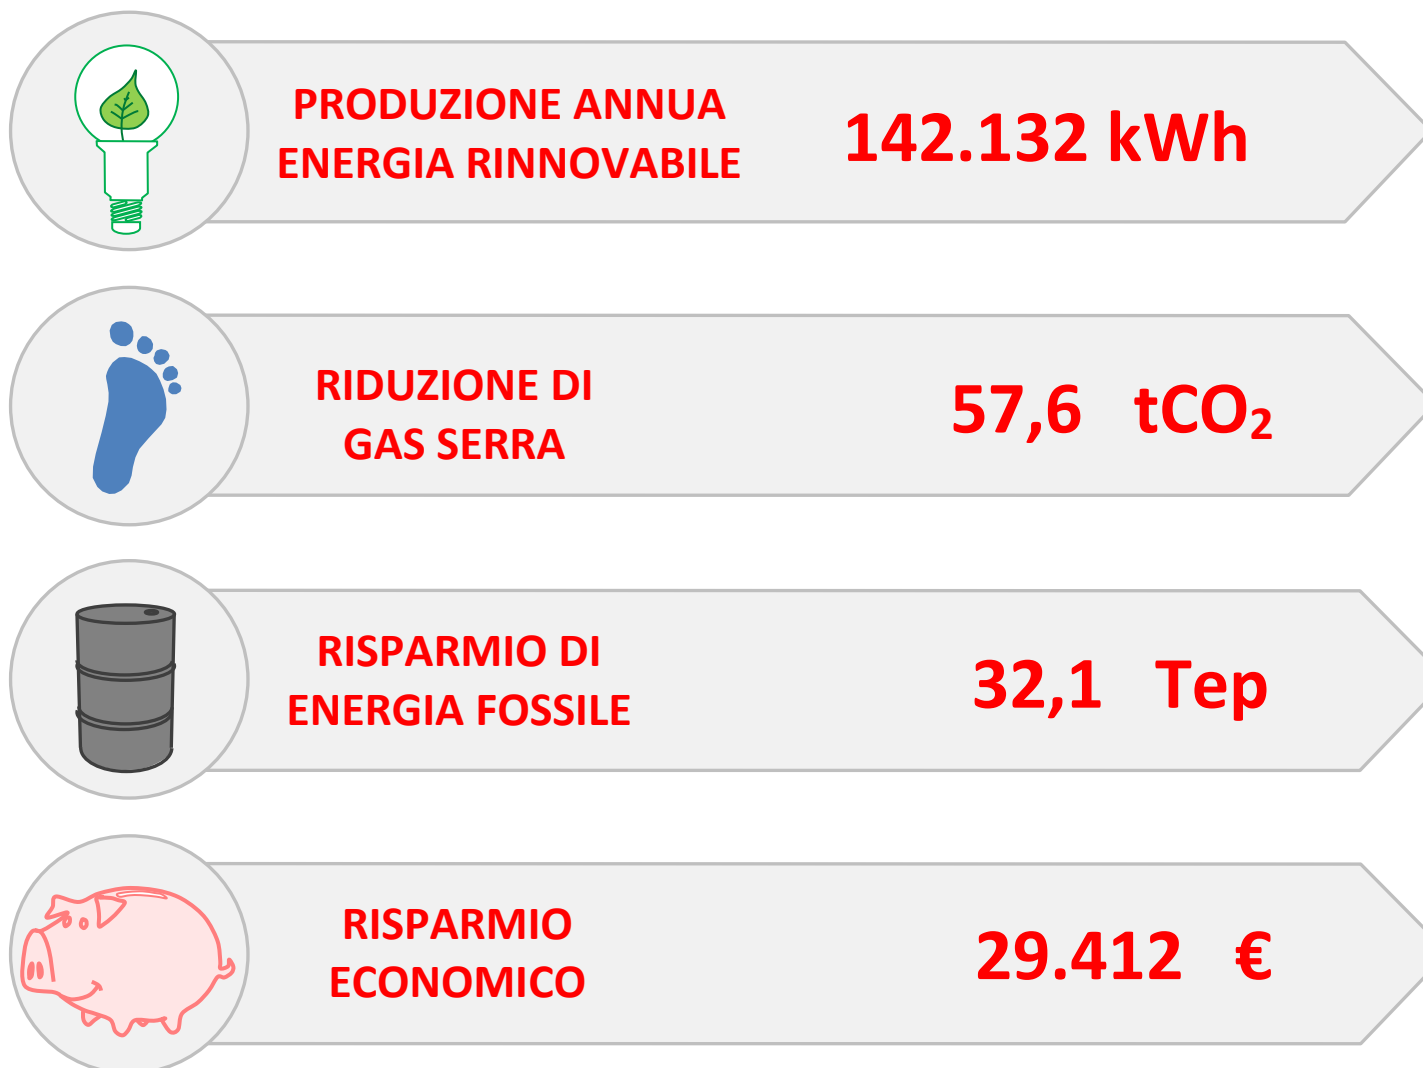 PRODUZIONE ANNUA
ENERGIA RINNOVABILE
142.132 kWh
RIDUZIONE DI
GAS SERRA
57,6 tCO₂
RISPARMIO DI
ENERGIA FOSSILE
32,1 Tep
RISPARMIO
ECONOMICO
29.412 €